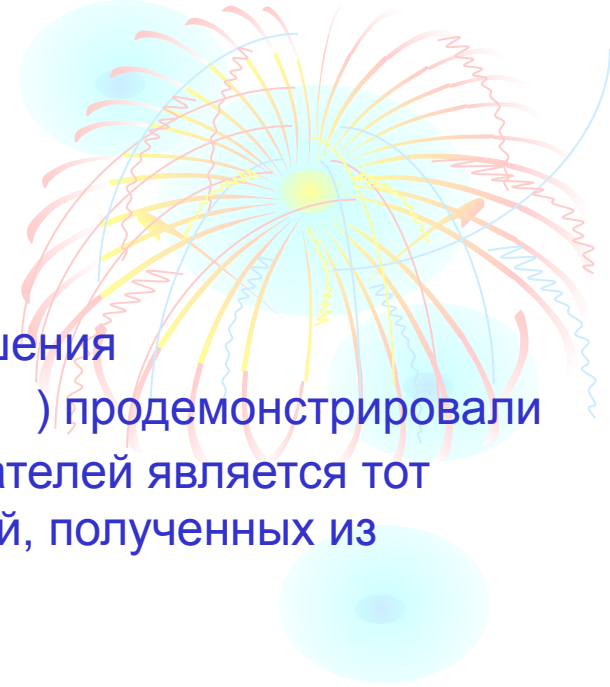 шения
) продемонстрировали
ателей является тот
й, полученных из